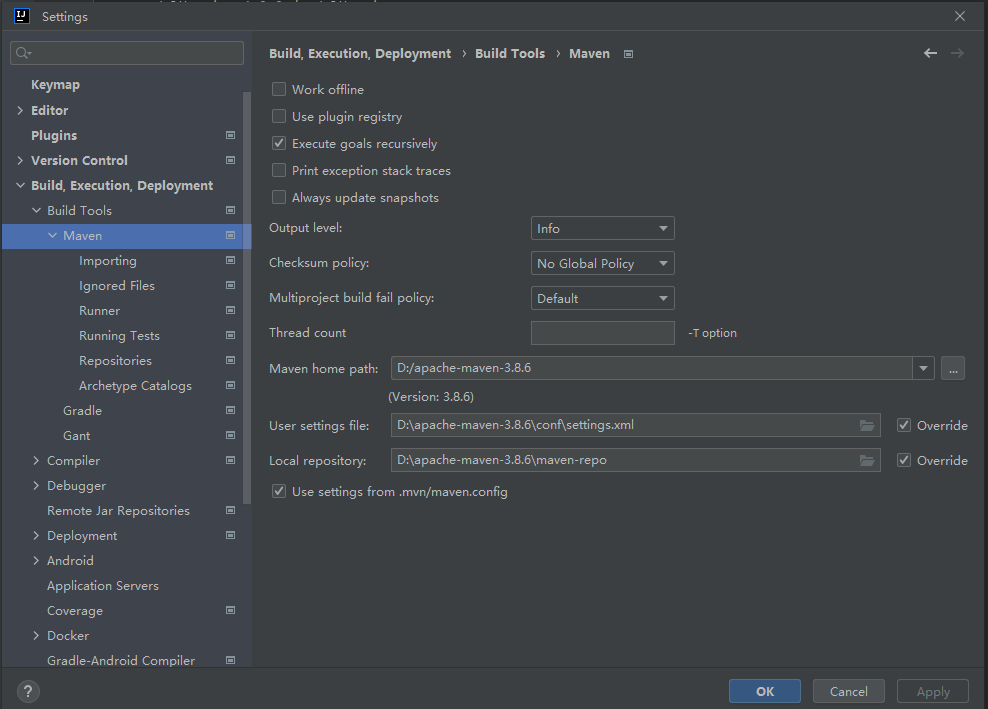 Settings
Keymap
Editor
Plugins
Version Control
Build, Execution, Deployment
Build Tools
Maven
Importing
Ignored Files
Runner
Running Tests
Repositories
Archetype Catalogs
Gradle
Gant
Compiler
Debugger
Remote Jar Repositories
Deployment
Android
Application Servers
Coverage
Docker
Gradle-Android Compiler
Build, Execution, Deployment › Build Tools › Maven
Work offline
Use plugin registry
Execute goals recursively
Print exception stack traces
Always update snapshots
Output level: Info
Checksum policy: No Global Policy
Multiproject build fail policy: Default
Thread count -T option
Maven home path: D:/apache-maven-3.8.6 ...
(Version: 3.8.6)
User settings file: D:\apache-maven-3.8.6\conf\settings.xml Override
Local repository: D:\apache-maven-3.8.6\maven-repo Override
Use settings from .mvn/maven.config
? OK Cancel Apply